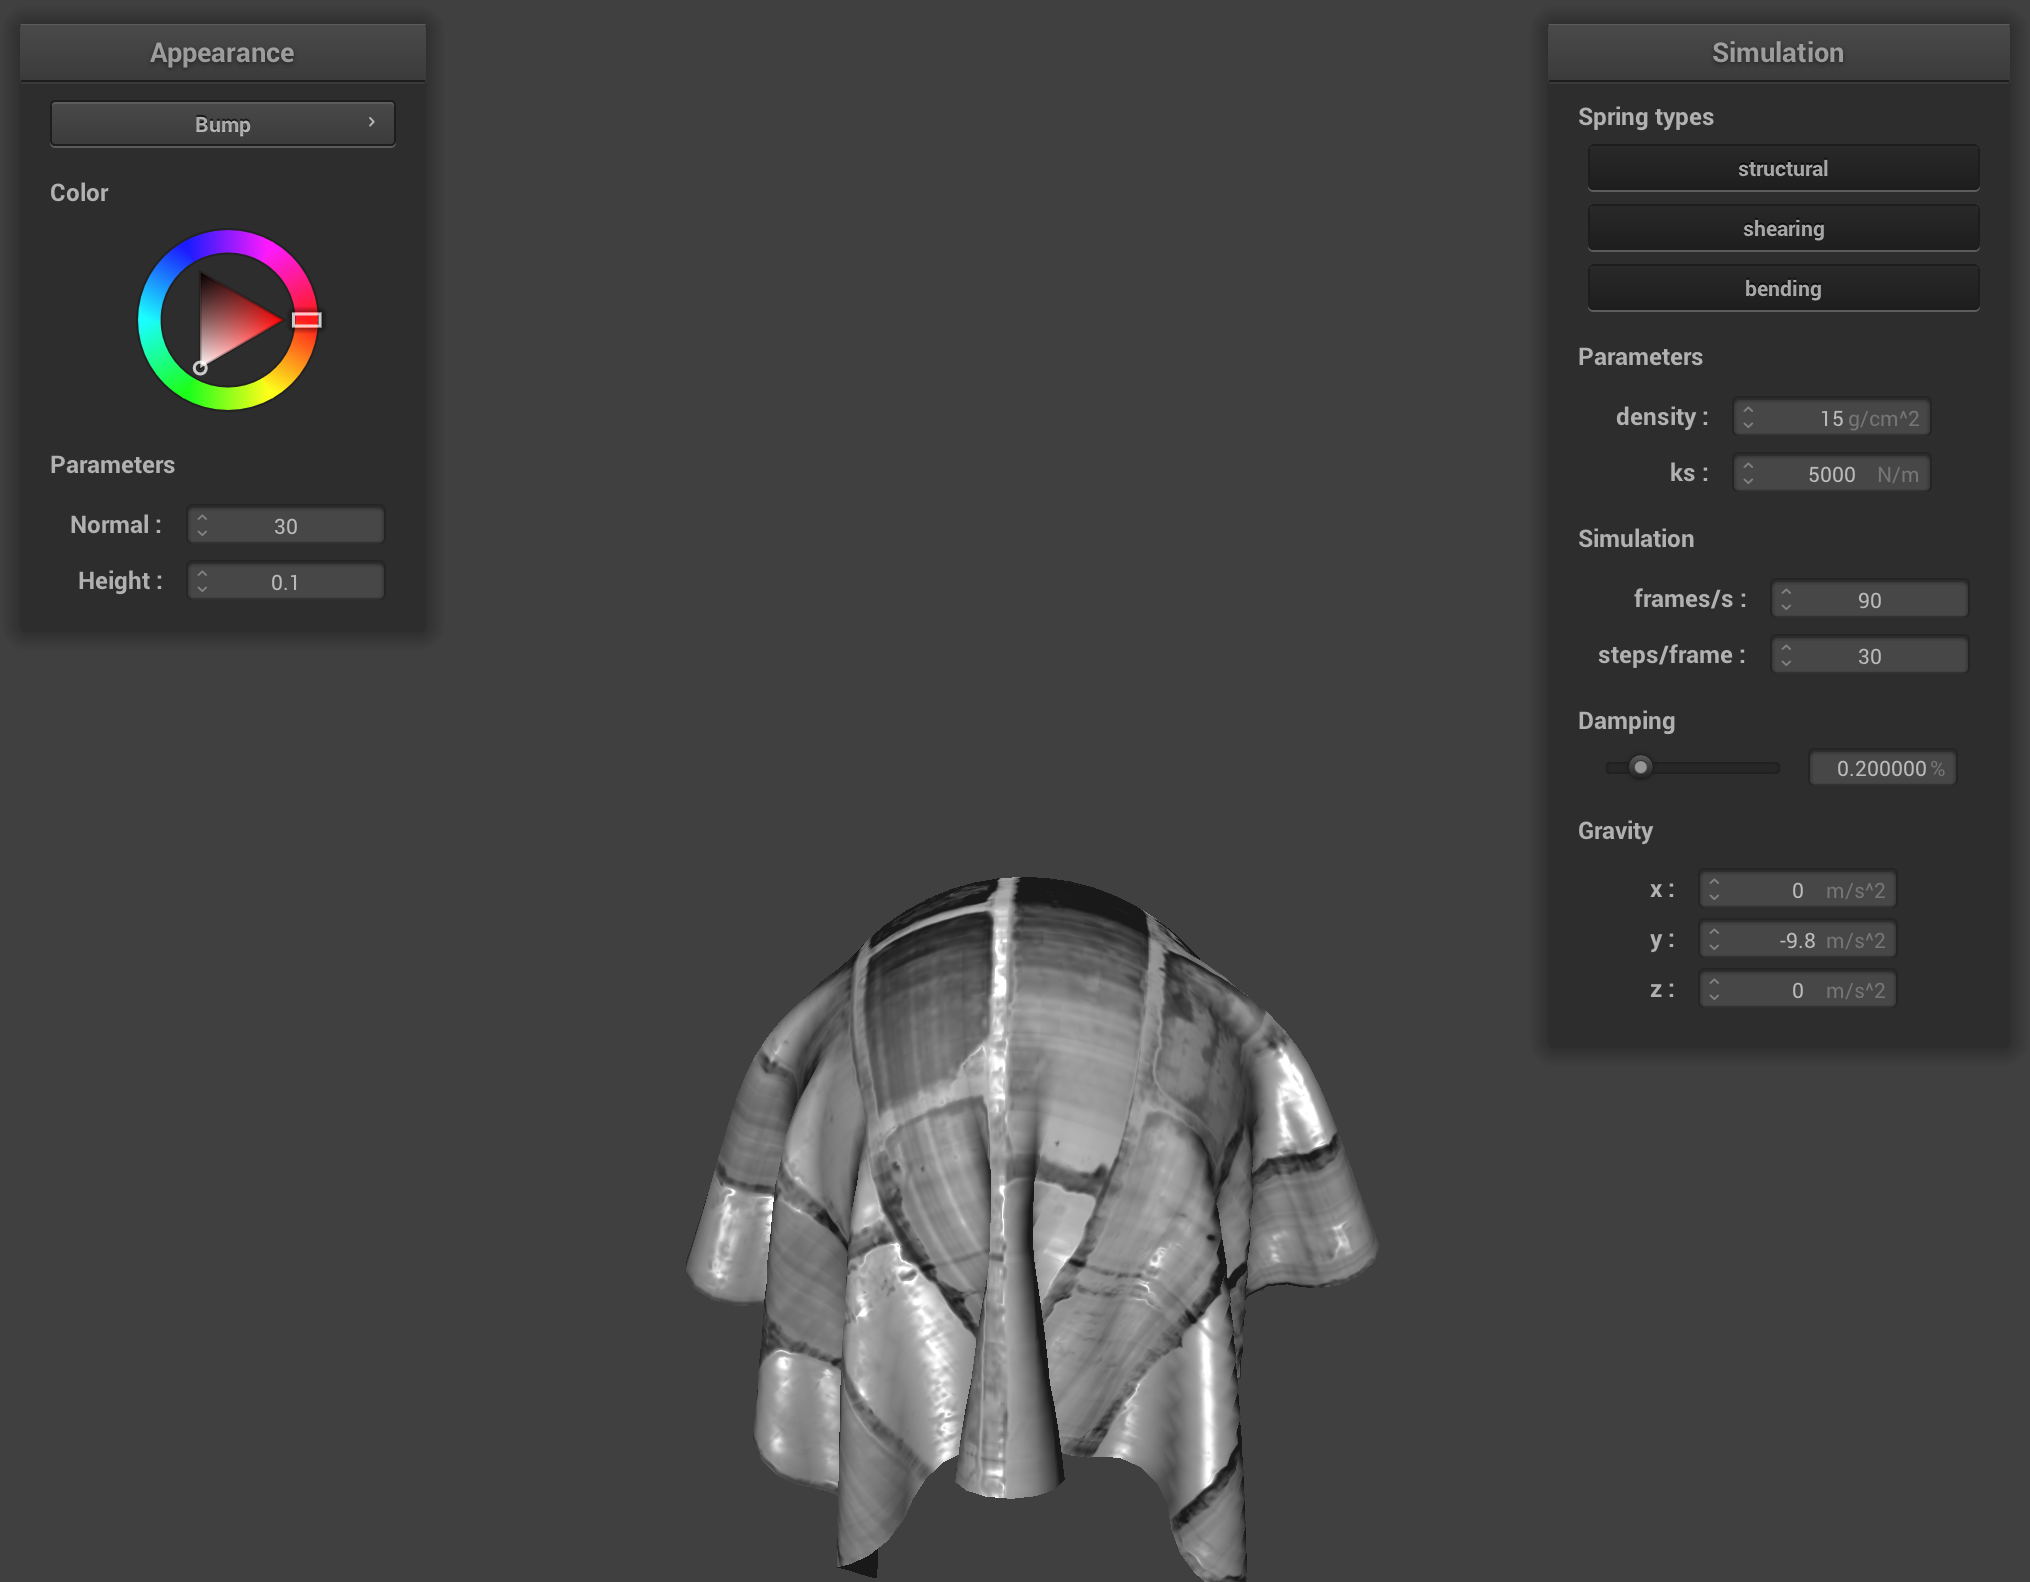 Appearance
Bump
Color
Parameters
Normal : 30
Height : 0.1
Simulation
Spring types
structural
shearing
bending
Parameters
density : 15 g/cm^2
ks : 5000 N/m
Simulation
frames/s : 90
steps/frame : 30
Damping
0.200000 %
Gravity
x : 0 m/s^2
y : -9.8 m/s^2
z : 0 m/s^2